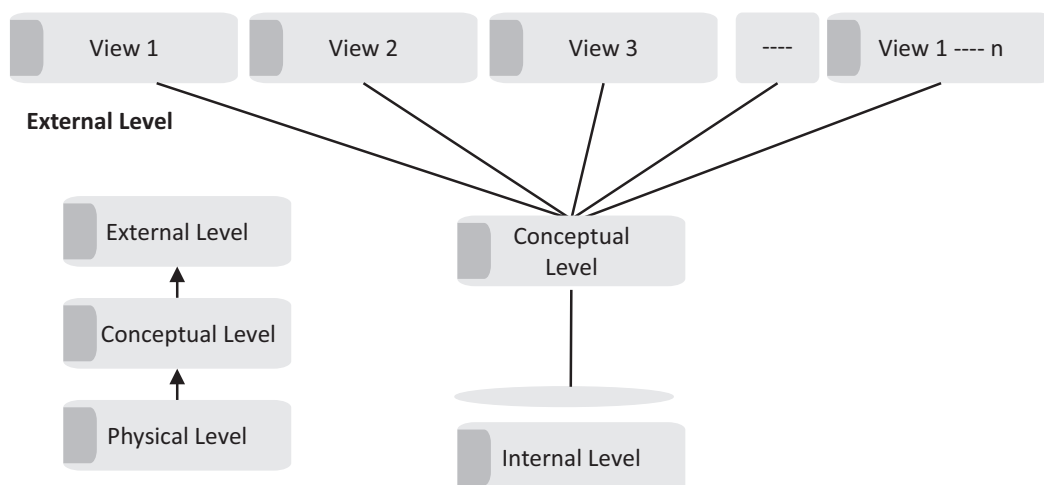 View 1
View 2
View 3
----
View 1 ---- n
External Level
External Level
Conceptual Level
Physical Level
Conceptual
Level
Internal Level